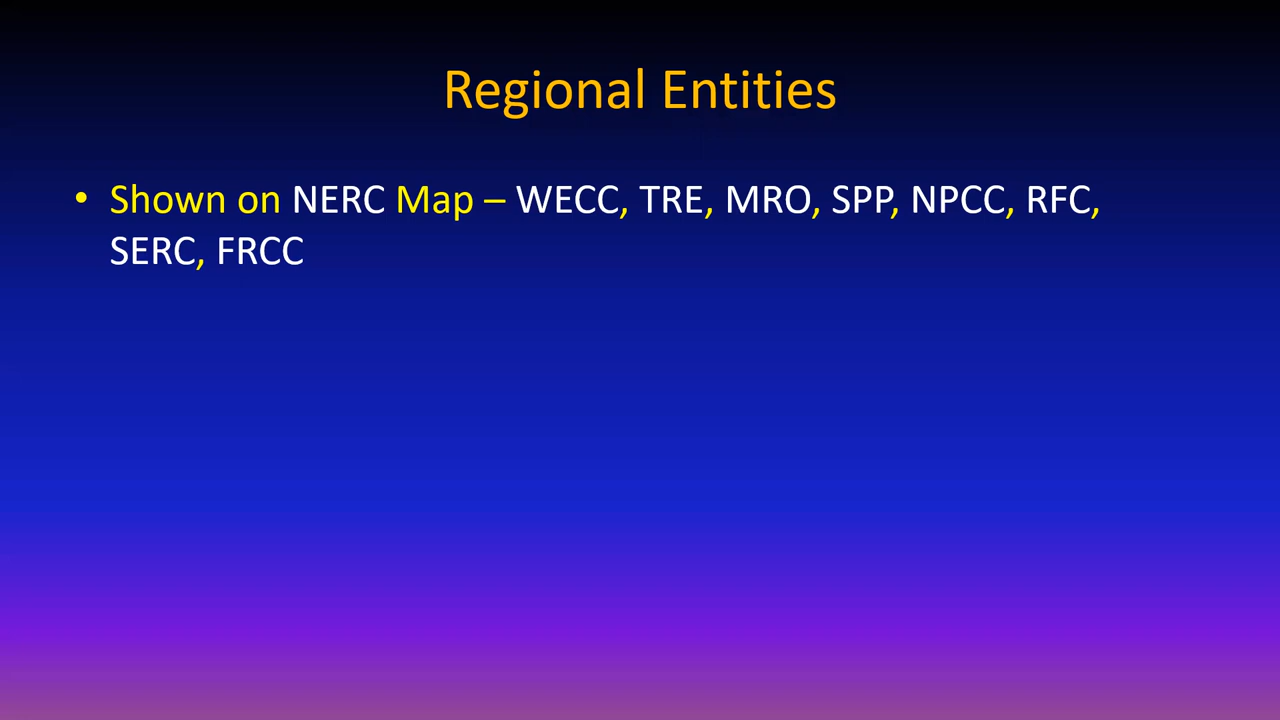 Regional Entities
• Shown on NERC Map – WECC, TRE, MRO, SPP, NPCC, RFC,
SERC, FRCC